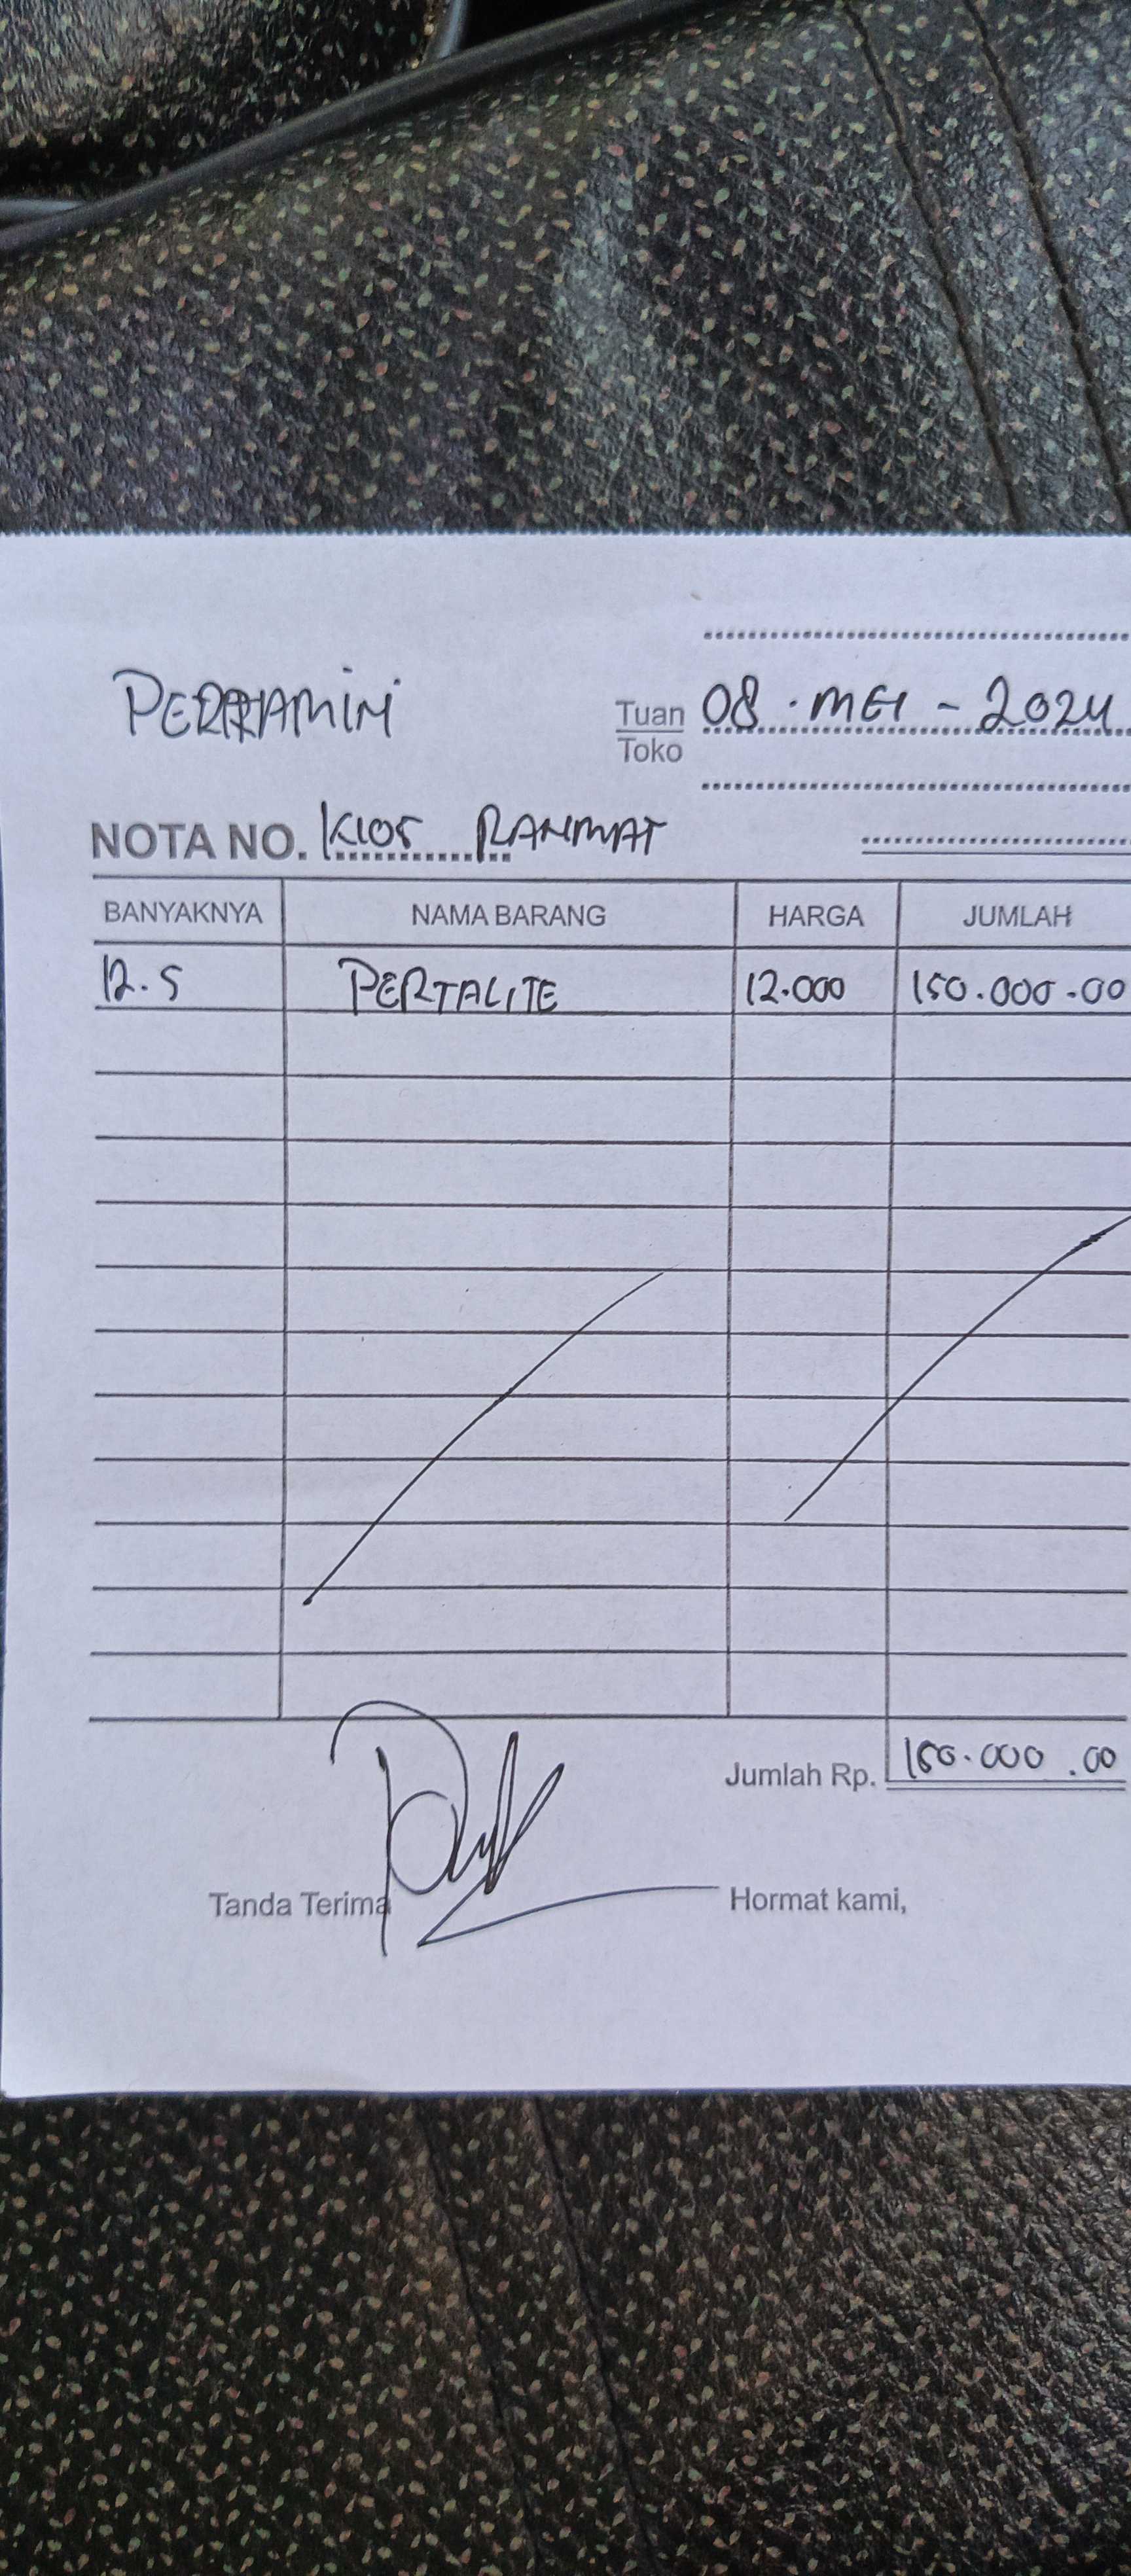 PERTAMINI
Tuan 08 . MEI - 2024
Toko
NOTA NO. KIOS RAHMAT
BANYAKNYA NAMA BARANG HARGA JUMLAH
12.5 PERTALITE 12.000 150.000.00
Jumlah Rp. 150.000.00
Tanda Terima Hormat kami,